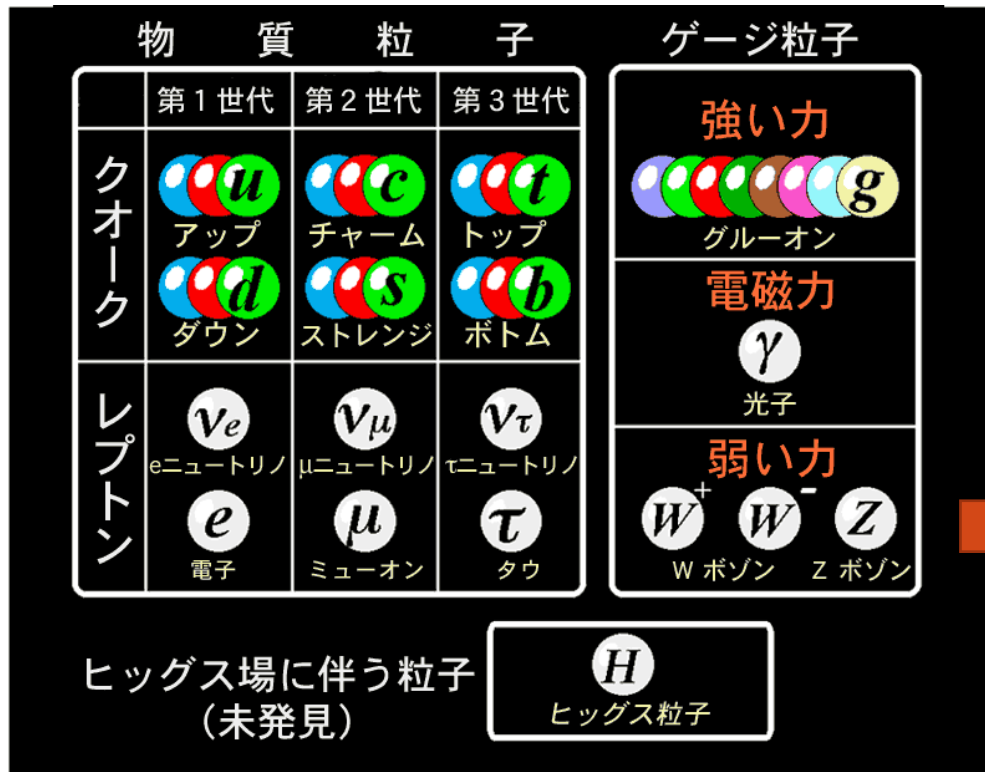 物質粒子
ゲージ粒子
第1世代 第2世代 第3世代
クオーク
u c t
アップ チャーム トップ
d s b
ダウン ストレンジ ボトム
レプトン
νe νμ ντ
eニュートリノ μニュートリノ τニュートリノ
e μ τ
電子 ミューオン タウ
強い力
g
グルーオン
電磁力
γ
光子
弱い力
W+ W- Z
W ボゾン Z ボゾン
ヒッグス場に伴う粒子
(未発見)
H
ヒッグス粒子